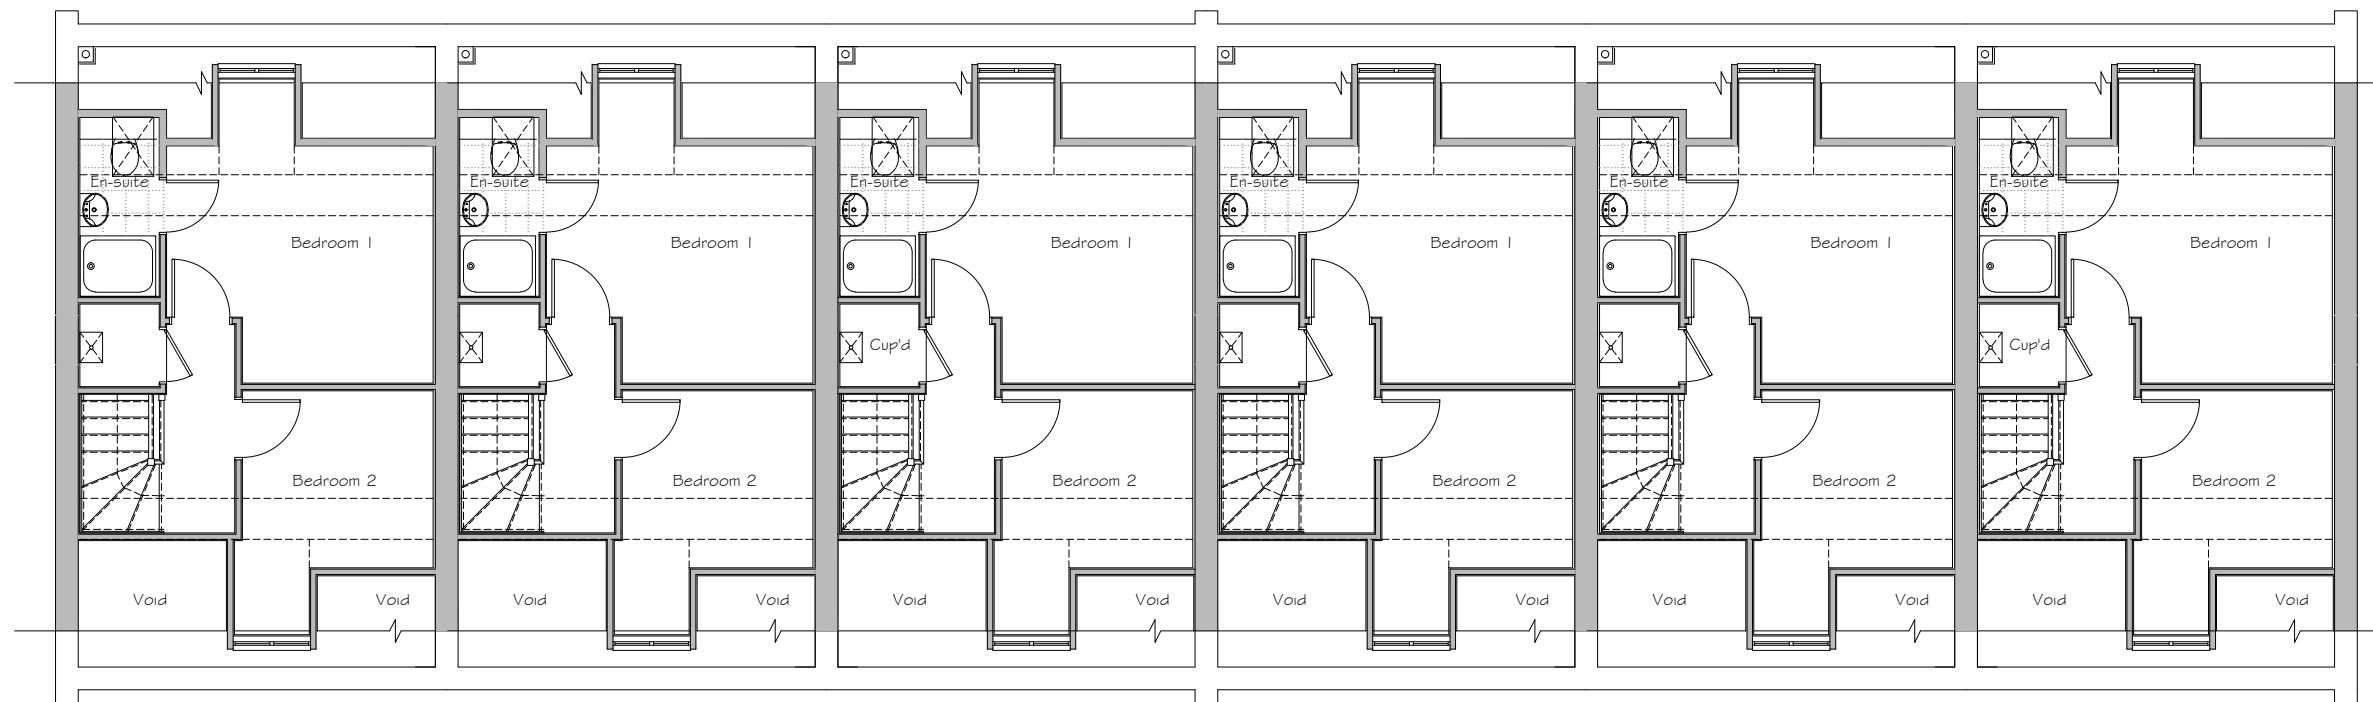 En-suite En-suite En-suite En-suite En-suite En-suite
Bedroom 1 Bedroom 1 Bedroom 1 Bedroom 1 Bedroom 1 Bedroom 1
Cup'd Cup'd
Bedroom 2 Bedroom 2 Bedroom 2 Bedroom 2 Bedroom 2 Bedroom 2
Void Void Void Void Void Void Void Void Void Void Void Void